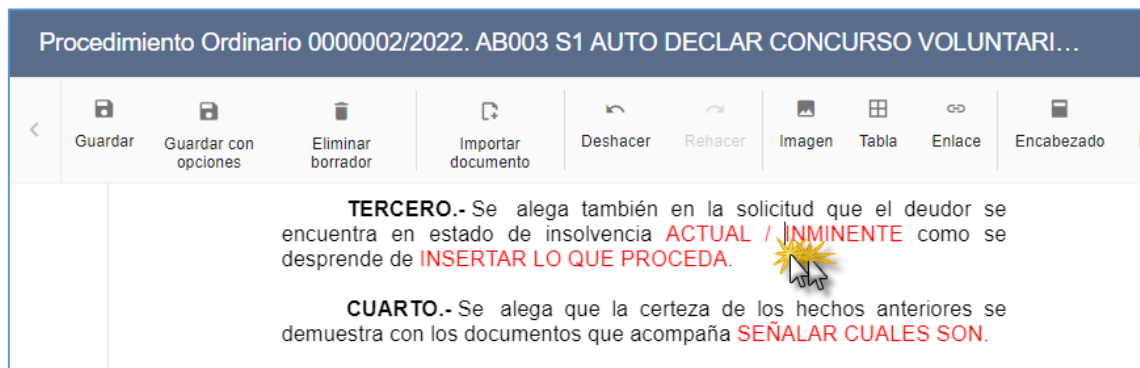 Procedimiento Ordinario 0000002/2022. AB003 S1 AUTO DECLAR CONCURSO VOLUNTARI...
Guardar
Guardar con
opciones
Eliminar
borrador
Importar
documento
Deshacer
Rehacer
Imagen
Tabla
Enlace
Encabezado
TERCERO.- Se alega también en la solicitud que el deudor se
encuentra en estado de insolvencia ACTUAL / INMINENTE como se
desprende de INSERTAR LO QUE PROCEDA.
CUARTO.- Se alega que la certeza de los hechos anteriores se
demuestra con los documentos que acompaña SEÑALAR CUALES SON.